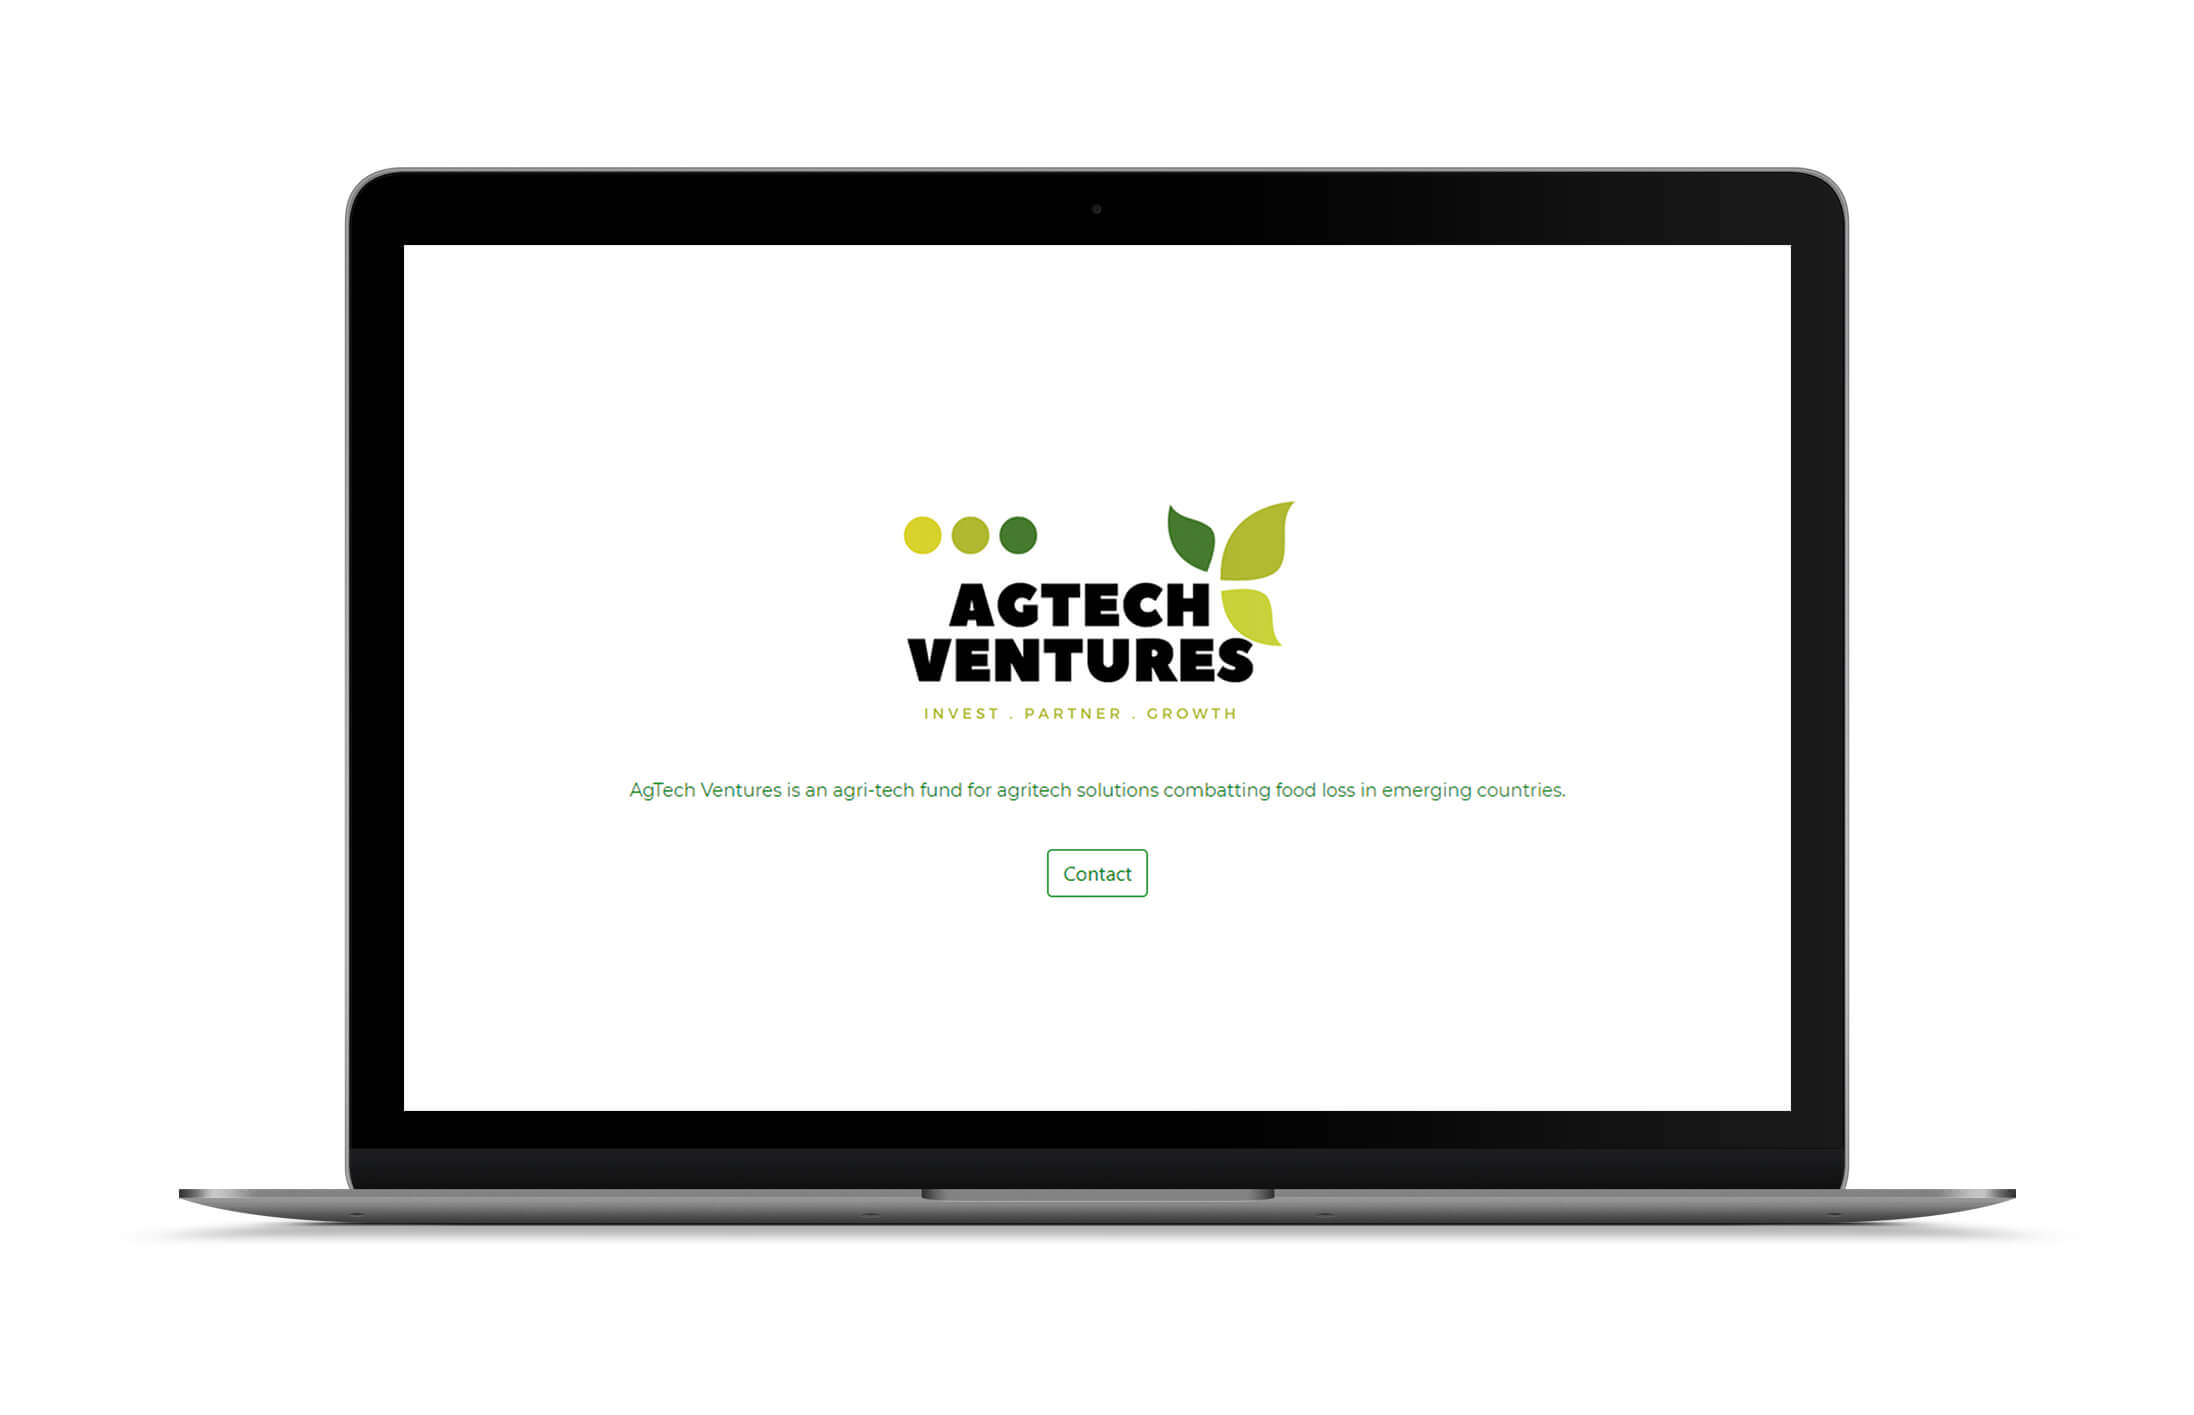 AGTECH
VENTURES
INVEST . PARTNER . GROWTH
AgTech Ventures is an agri-tech fund for agritech solutions combatting food loss in emerging countries.
Contact